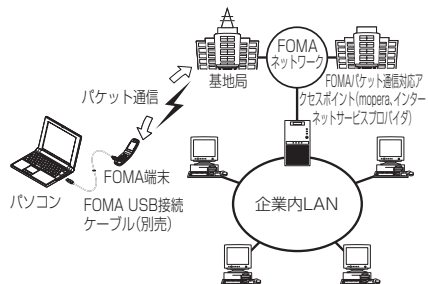 FOMA
ネットワーク
基地局
FOMAパケット通信対応ア
クセスポイント(mopera、インター
ネットサービスプロバイダ)
パケット通信
FOMA端末
パソコン
FOMA USB接続
ケーブル(別売)
企業内LAN